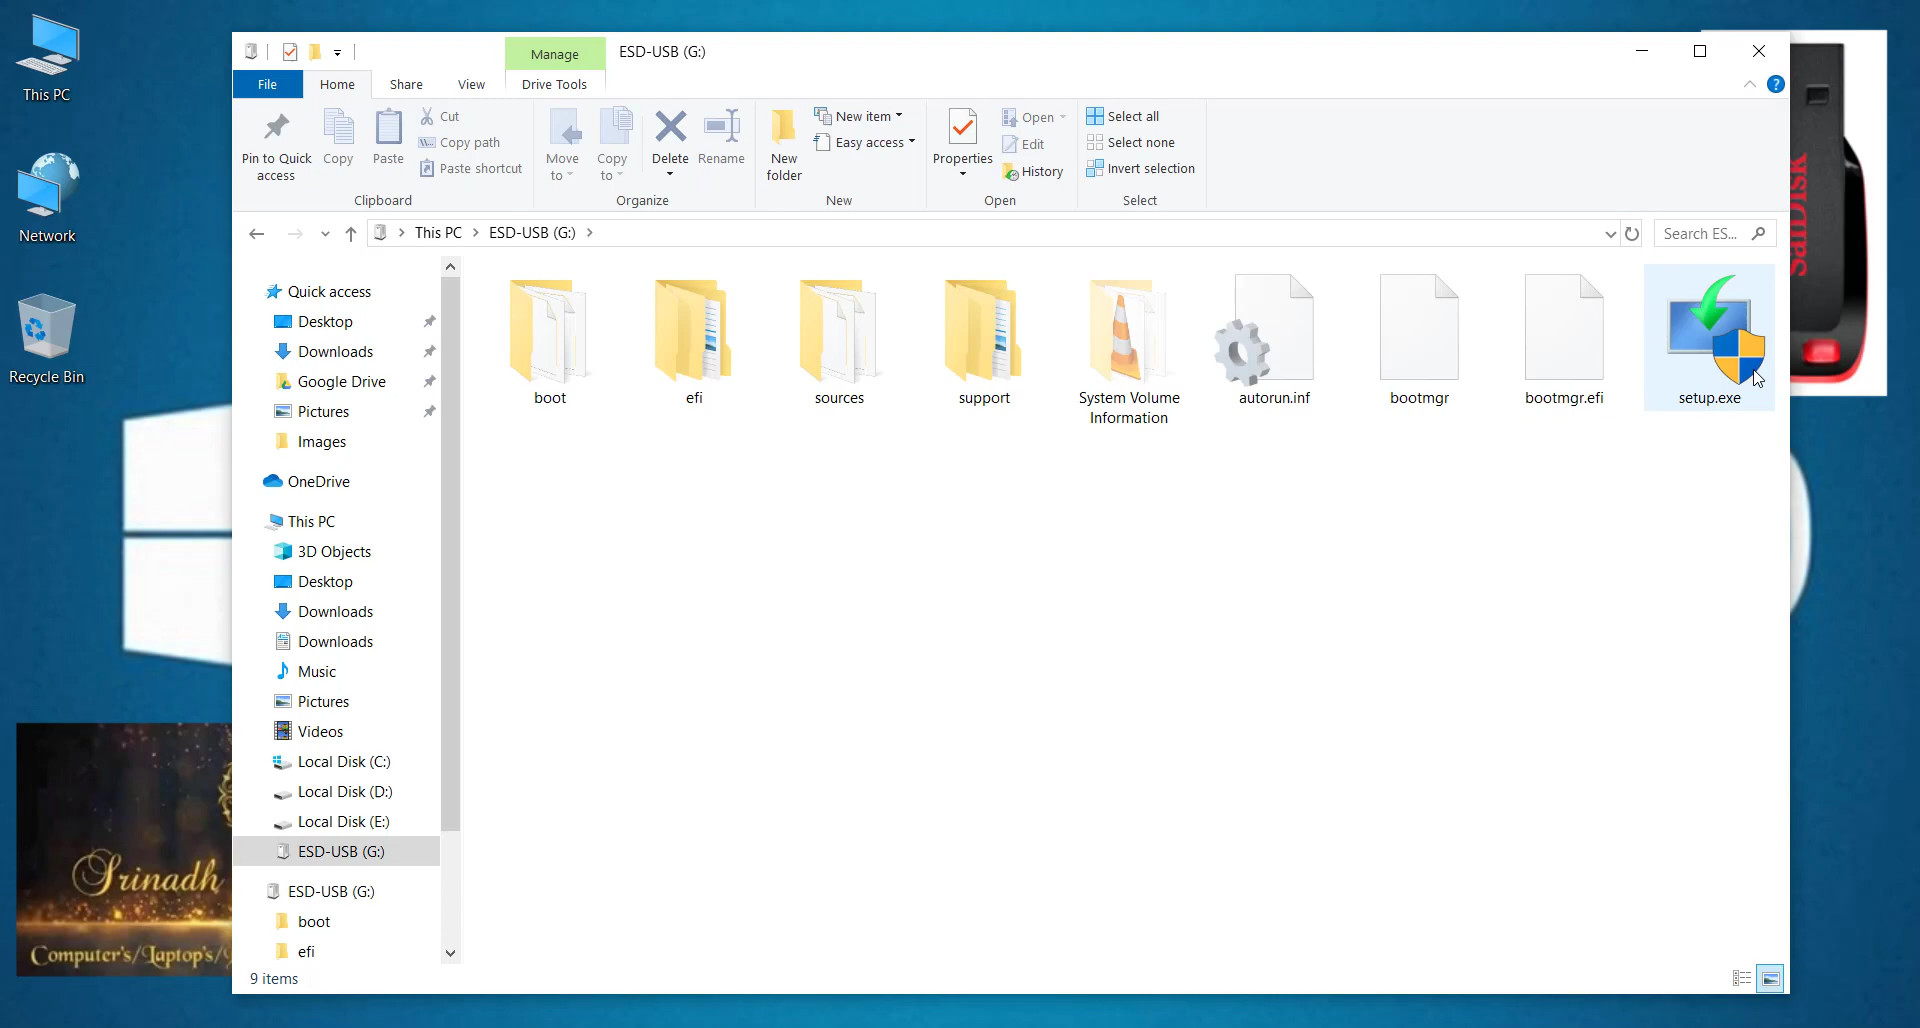 This PC
Network
Recycle Bin
Manage
ESD-USB (G:)
File
Home
Share
View
Drive Tools
Pin to Quick
access
Copy
Paste
Cut
Copy path
Paste shortcut
Clipboard
Move
to
Copy
to
Delete
Rename
Organize
New
folder
New item
Easy access
New
Properties
Open
Edit
History
Open
Select all
Select none
Invert selection
Select
This PC
ESD-USB (G:)
Search ES...
Quick access
Desktop
Downloads
Google Drive
Pictures
Images
OneDrive
This PC
3D Objects
Desktop
Downloads
Downloads
Music
Pictures
Videos
Local Disk (C:)
Local Disk (D:)
Local Disk (E:)
ESD-USB (G:)
ESD-USB (G:)
boot
efi
boot
efi
sources
support
System Volume
Information
autorun.inf
bootmgr
bootmgr.efi
setup.exe
9 items
SanDisk
Srinadh
Computer's/Laptop's/